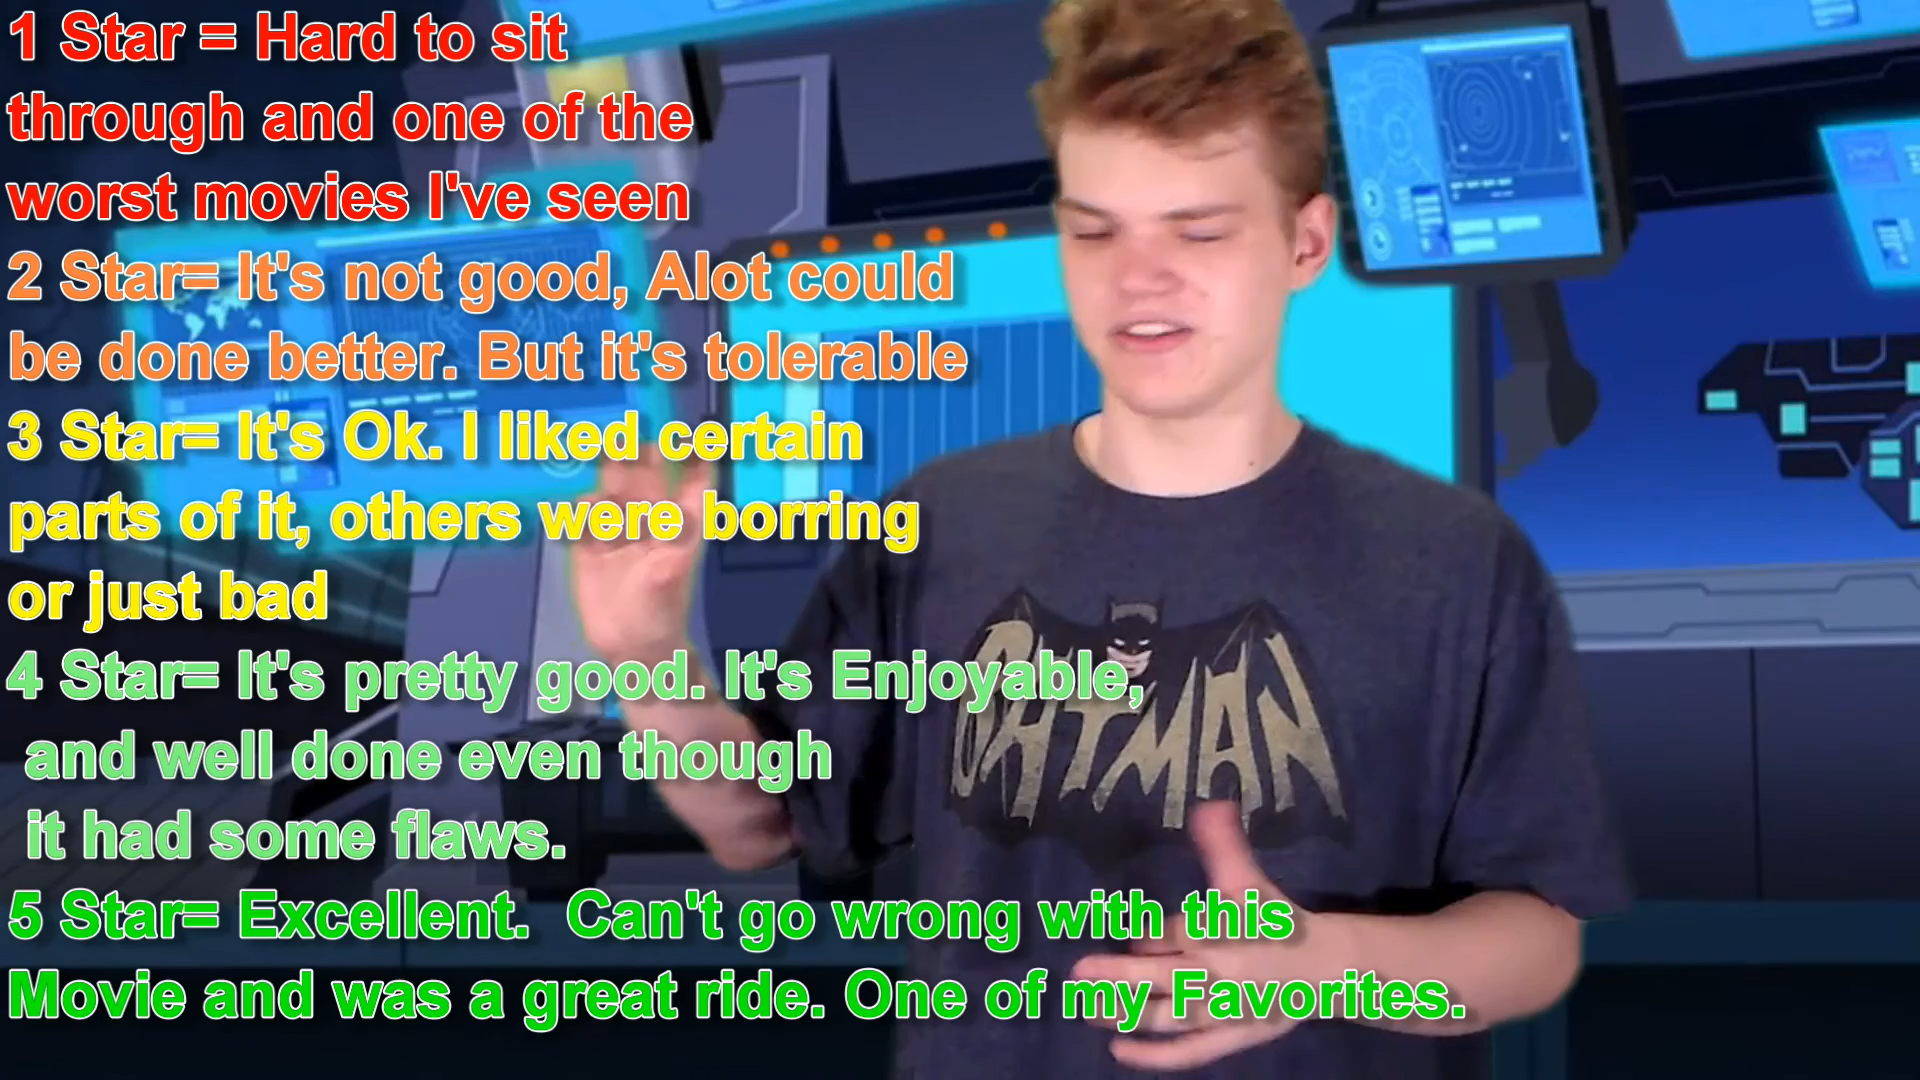 1 Star = Hard to sit
through and one of the
worst movies I've seen
2 Star= It's not good, Alot could
be done better. But it's tolerable
3 Star= It's Ok. I liked certain
parts of it, others were borring
or just bad
4 Star= It's pretty good. It's Enjoyable,
and well done even though
it had some flaws.
5 Star= Excellent.  Can't go wrong with this
Movie and was a great ride. One of my Favorites.
BATMAN